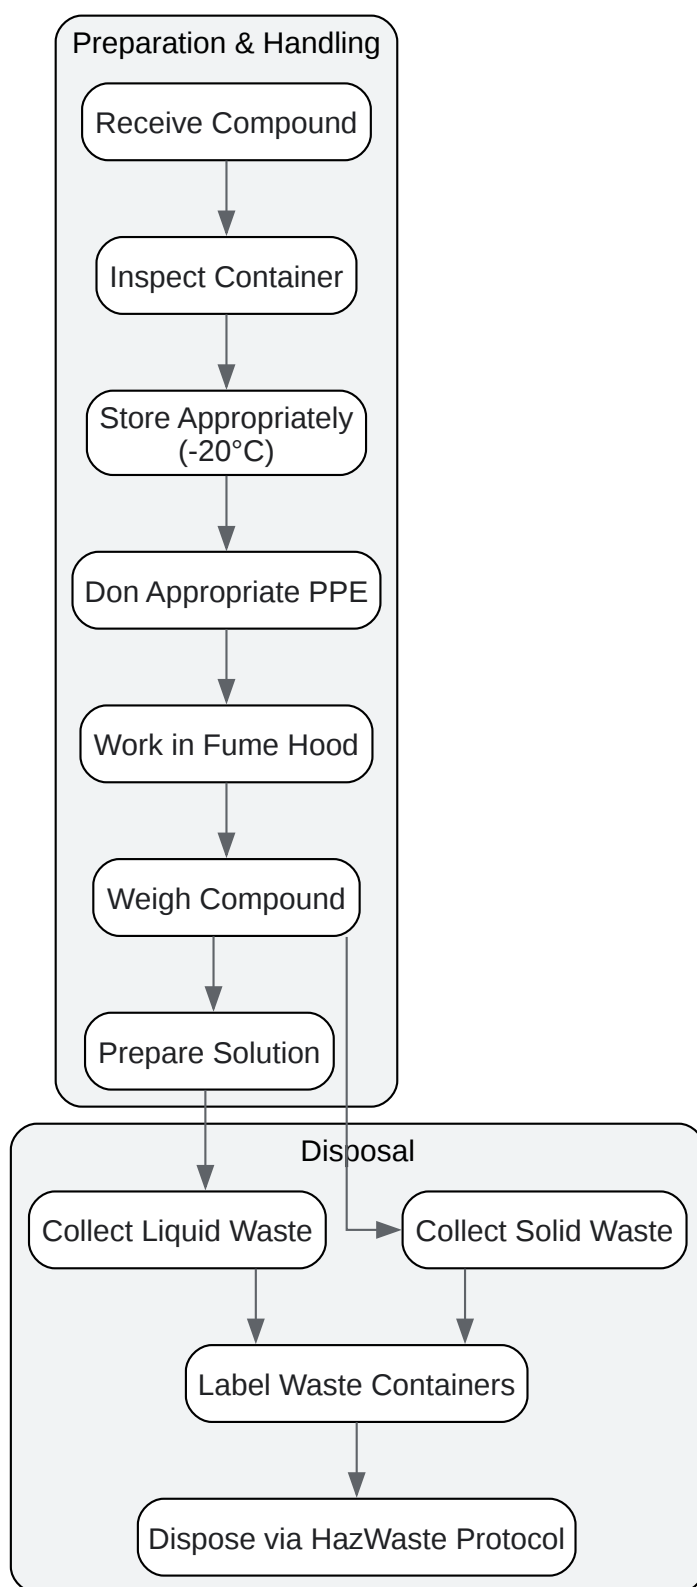 Preparation & Handling
Receive Compound
Inspect Container
Store Appropriately
(-20°C)
Don Appropriate PPE
Work in Fume Hood
Weigh Compound
Prepare Solution
Disposal
Collect Liquid Waste
Collect Solid Waste
Label Waste Containers
Dispose via HazWaste Protocol